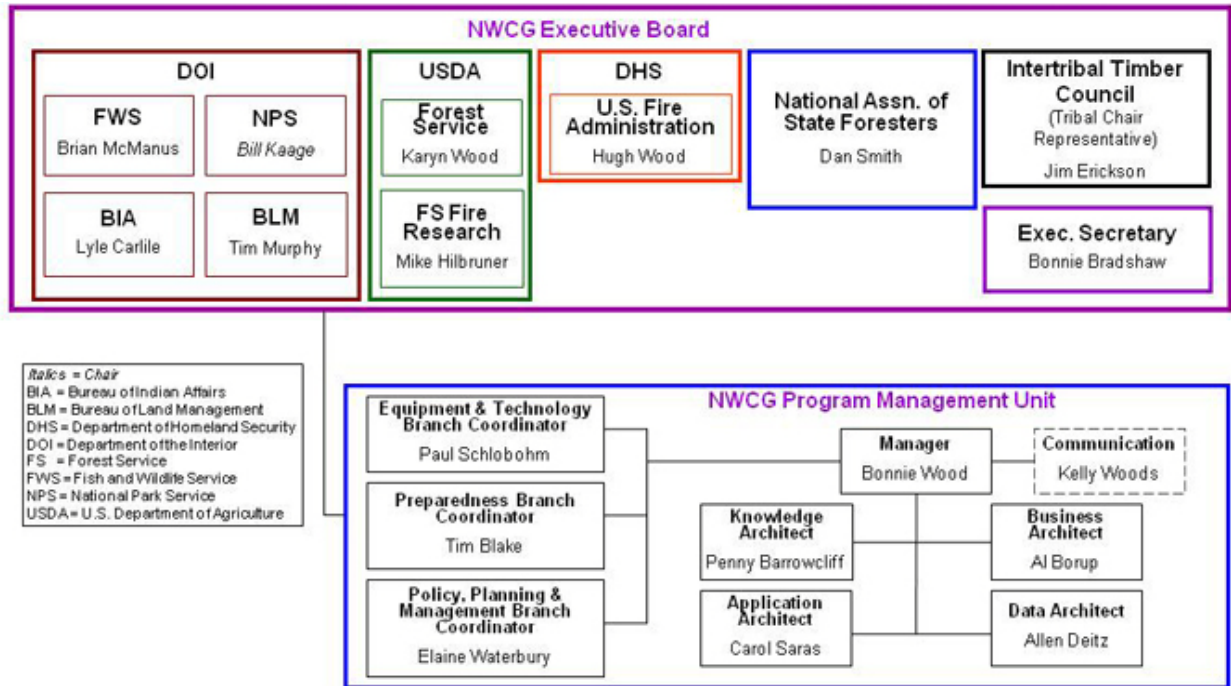 NWCG Executive Board
DOI
FWS
Brian McManus
NPS
Bill Kaage
BIA
Lyle Carlile
BLM
Tim Murphy
USDA
Forest
Service
Karyn Wood
FS Fire
Research
Mike Hilbruner
DHS
U.S. Fire
Administration
Hugh Wood
National Assn. of
State Foresters
Dan Smith
Intertribal Timber
Council
(Tribal Chair
Representative)
Jim Erickson
Exec. Secretary
Bonnie Bradshaw
Italics = Chair
BIA = Bureau of Indian Affairs
BLM = Bureau of Land Management
DHS = Department of Homeland Security
DOI = Department of the Interior
FS = Forest Service
FWS = Fish and Wildlife Service
NPS = National Park Service
USDA = U.S. Department of Agriculture
NWCG Program Management Unit
Equipment & Technology
Branch Coordinator
Paul Schlobohm
Preparedness Branch
Coordinator
Tim Blake
Policy, Planning &
Management Branch
Coordinator
Elaine Waterbury
Manager
Bonnie Wood
Communication
Kelly Woods
Knowledge
Architect
Penny Barrowcliff
Business
Architect
Al Borup
Application
Architect
Carol Saras
Data Architect
Allen Deitz